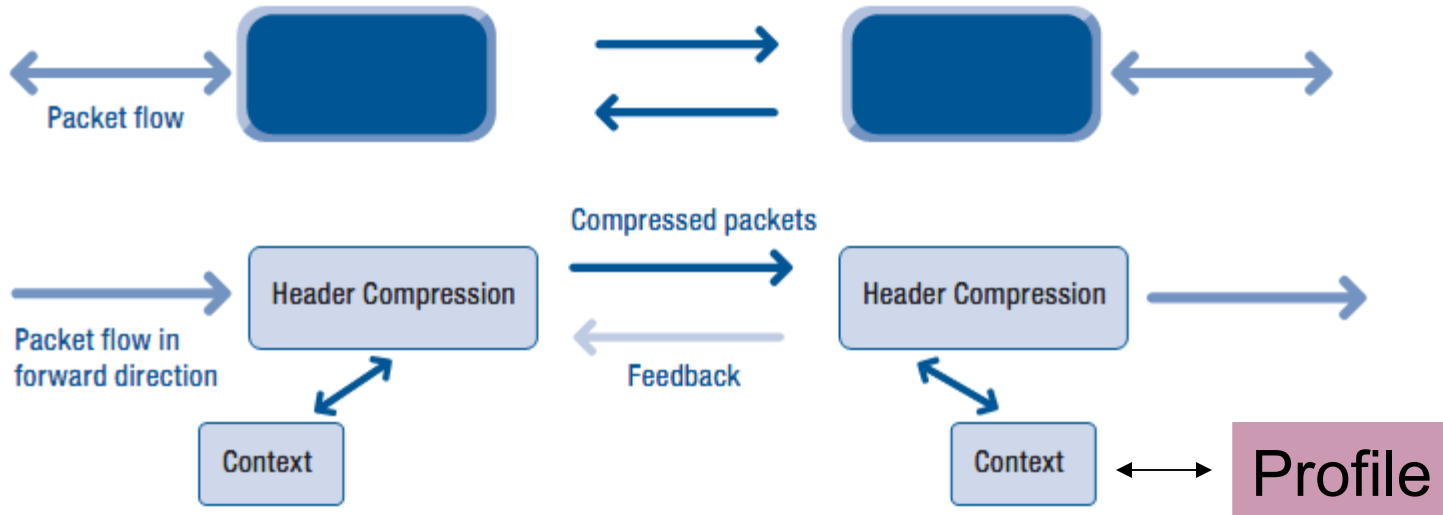 Packet flow
Compressed packets
Header Compression
Header Compression
Packet flow in
forward direction
Feedback
Context
Context
Profile